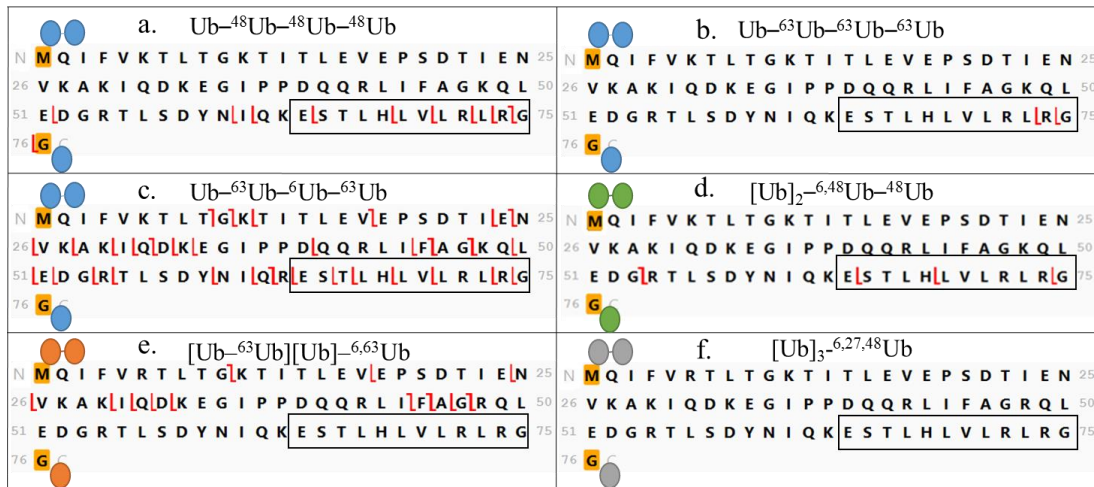 a. Ub–⁴⁸Ub–⁴⁸Ub–⁴⁸Ub
N M Q I F V K T L T G K T I T L E V E P S D T I E N 25
26 V K A K I Q D K E G I P P D Q Q R L I F A G K Q L 50
51 E D G R T L S D Y N I Q K E S T L H L V L R L R G 75
76 G C
b. Ub–⁶³Ub–⁶³Ub–⁶³Ub
N M Q I F V K T L T G K T I T L E V E P S D T I E N 25
26 V K A K I Q D K E G I P P D Q Q R L I F A G K Q L 50
51 E D G R T L S D Y N I Q K E S T L H L V L R L R G 75
76 G C
c. Ub–⁶³Ub–⁶Ub–⁶³Ub
N M Q I F V K T L T G K T I T L E V E P S D T I E N 25
26 V K A K I Q D K E G I P P D Q Q R L I F A G K Q L 50
51 E D G R T L S D Y N I Q R E S T L H L V L R L R G 75
76 G C
d. [Ub]₂–⁶,⁴⁸Ub–⁴⁸Ub
N M Q I F V K T L T G K T I T L E V E P S D T I E N 25
26 V K A K I Q D K E G I P P D Q Q R L I F A G K Q L 50
51 E D G R T L S D Y N I Q K E S T L H L V L R L R G 75
76 G C
e. [Ub–⁶³Ub][Ub]–⁶,⁶³Ub
N M Q I F V R T L T G K T I T L E V E P S D T I E N 25
26 V K A K I Q D K E G I P P D Q Q R L I F A G R Q L 50
51 E D G R T L S D Y N I Q K E S T L H L V L R L R G 75
76 G C
f. [Ub]₃-⁶,²⁷,⁴⁸Ub
N M Q I F V R T L T G K T I T L E V E P S D T I E N 25
26 V K A K I Q D K E G I P P D Q Q R L I F A G R Q L 50
51 E D G R T L S D Y N I Q K E S T L H L V L R L R G 75
76 G C